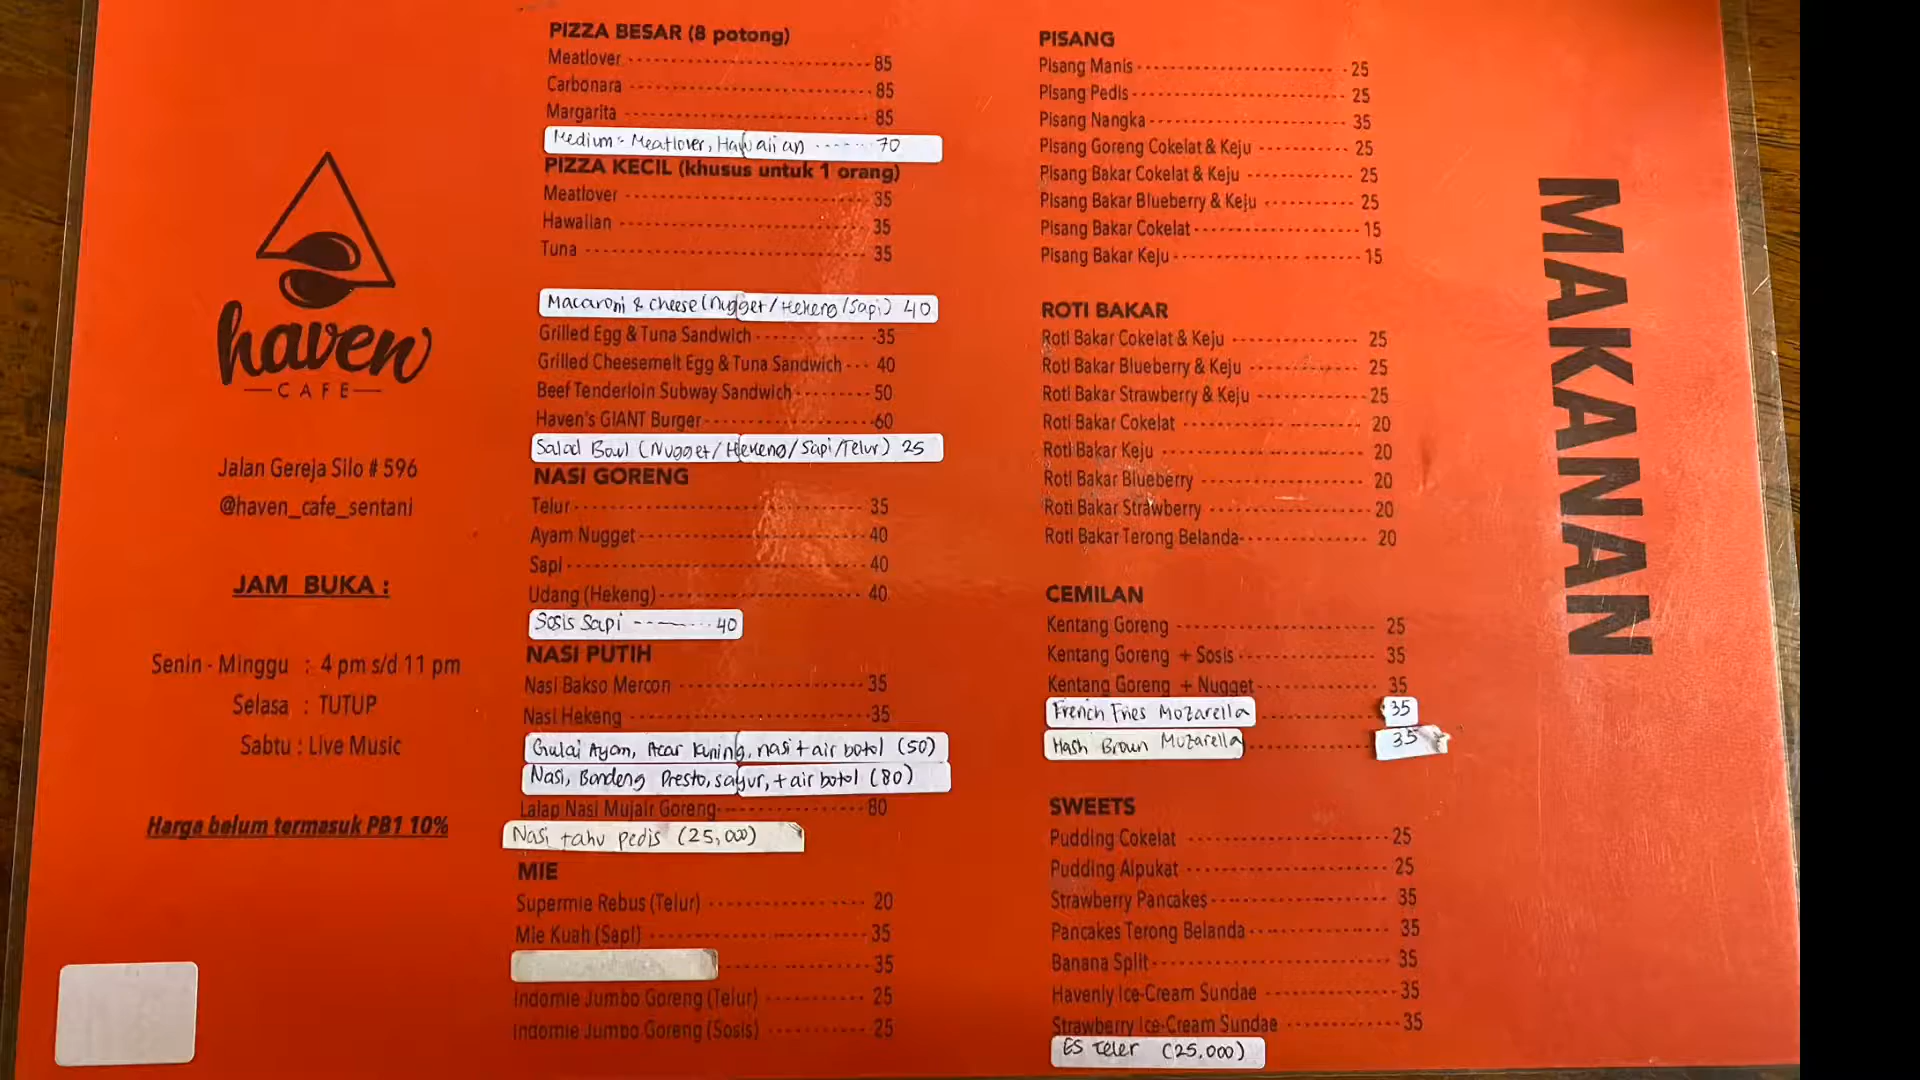 haven
CAFE
Jalan Gereja Silo # 596
@haven_cafe_sentani
JAM BUKA :
Senin - Minggu : 4 pm s/d 11 pm
Selasa : TUTUP
Sabtu : Live Music
Harga belum termasuk PB1 10%
PIZZA BESAR (8 potong)
Meatlover 85
Carbonara 85
Margarita 85
Medium: Meatlover, Hawaiian 70
PIZZA KECIL (khusus untuk 1 orang)
Meatlover 35
Hawaiian 35
Tuna 35
Macaroni & cheese (Nugget/Hekeng/Sapi) 40
Grilled Egg & Tuna Sandwich 35
Grilled Cheesemelt Egg & Tuna Sandwich 40
Beef Tenderloin Subway Sandwich 50
Haven's GIANT Burger 60
Salad Bowl (Nugget/Hekeng/Sapi/Telur) 25
NASI GORENG
Telur 35
Ayam Nugget 40
Sapi 40
Udang (Hekeng) 40
Sosis Sapi 40
NASI PUTIH
Nasi Bakso Mercon 35
Nasi Hekeng 35
Gulai Ayam, Acar Kuning, nasi + air botol (50)
Nasi, Bandeng Presto, sayur, + air botol (80)
Lalap Nasi Mujair Goreng 80
Nasi tahu pedis (25,000)
MIE
Supermie Rebus (Telur) 20
Mie Kuah (Sapi) 35
35
Indomie Jumbo Goreng (Telur) 25
Indomie Jumbo Goreng (Sosis) 25
PISANG
Pisang Manis 25
Pisang Pedis 25
Pisang Nangka 35
Pisang Goreng Cokelat & Keju 25
Pisang Bakar Cokelat & Keju 25
Pisang Bakar Blueberry & Keju 25
Pisang Bakar Cokelat 15
Pisang Bakar Keju 15
ROTI BAKAR
Roti Bakar Cokelat & Keju 25
Roti Bakar Blueberry & Keju 25
Roti Bakar Strawberry & Keju 25
Roti Bakar Cokelat 20
Roti Bakar Keju 20
Roti Bakar Blueberry 20
Roti Bakar Strawberry 20
Roti Bakar Terong Belanda 20
CEMILAN
Kentang Goreng 25
Kentang Goreng + Sosis 35
Kentang Goreng + Nugget 35
French Fries Mozarella 35
Hash Brown Mozarella 35
SWEETS
Pudding Cokelat 25
Pudding Alpukat 25
Strawberry Pancakes 35
Pancakes Terong Belanda 35
Banana Split 35
Havenly Ice-Cream Sundae 35
Strawberry Ice-Cream Sundae 35
ES Teler (25,000)
MAKANAN